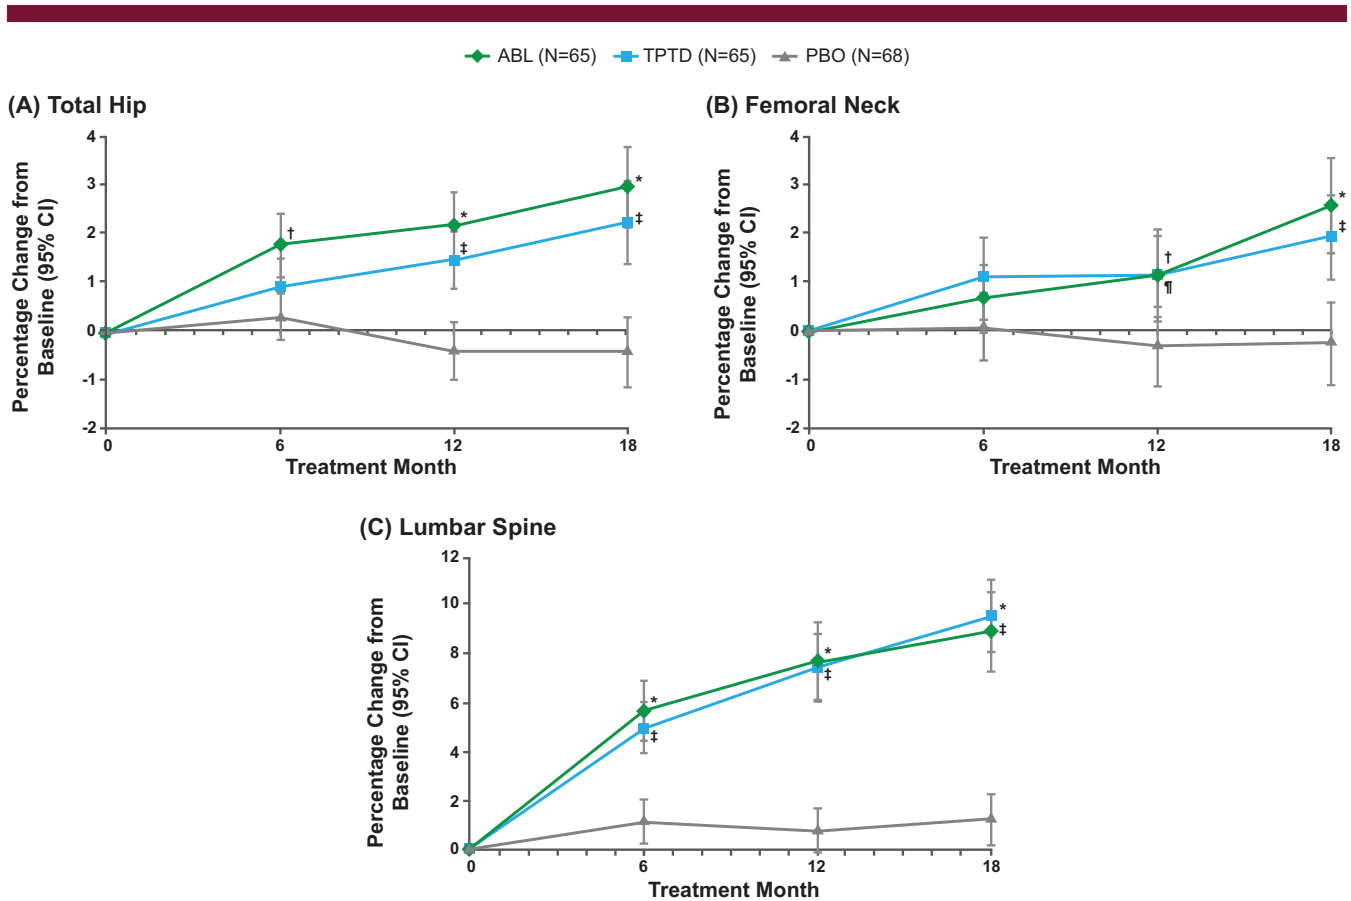 ABL (N=65) TPTD (N=65) PBO (N=68)
(A) Total Hip
Percentage Change from
Baseline (95% CI)
4
3
2
1
0
-1
-2
†
*
‡
*
‡
0 6 12 18
Treatment Month
(B) Femoral Neck
Percentage Change from
Baseline (95% CI)
4
3
2
1
0
-1
-2
†
¶
*
‡
0 6 12 18
Treatment Month
(C) Lumbar Spine
Percentage Change from
Baseline (95% CI)
12
10
8
6
4
2
0
*
‡
*
‡
*
‡
0 6 12 18
Treatment Month